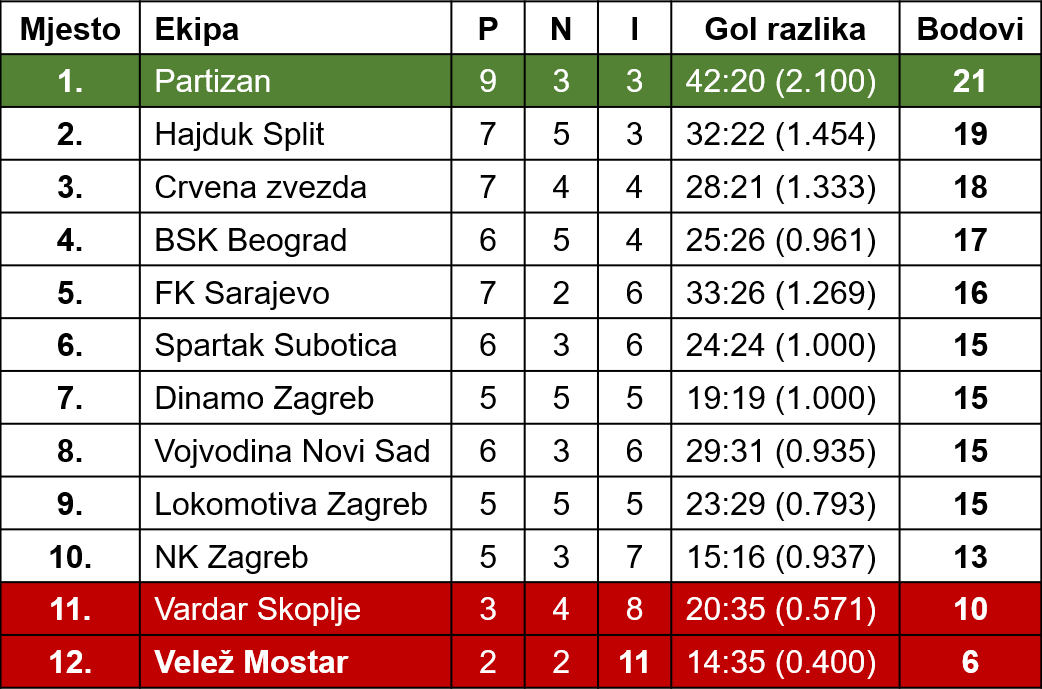 Mjesto Ekipa P N I Gol razlika Bodovi
1. Partizan 9 3 3 42:20 (2.100) 21
2. Hajduk Split 7 5 3 32:22 (1.454) 19
3. Crvena zvezda 7 4 4 28:21 (1.333) 18
4. BSK Beograd 6 5 4 25:26 (0.961) 17
5. FK Sarajevo 7 2 6 33:26 (1.269) 16
6. Spartak Subotica 6 3 6 24:24 (1.000) 15
7. Dinamo Zagreb 5 5 5 19:19 (1.000) 15
8. Vojvodina Novi Sad 6 3 6 29:31 (0.935) 15
9. Lokomotiva Zagreb 5 5 5 23:29 (0.793) 15
10. NK Zagreb 5 3 7 15:16 (0.937) 13
11. Vardar Skoplje 3 4 8 20:35 (0.571) 10
12. Velež Mostar 2 2 11 14:35 (0.400) 6